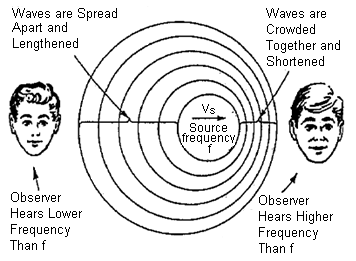 Waves are Spread
Apart and
Lengthened
Waves are
Crowded
Together and
Shortened
Vs
Source
frequency
f
Observer
Hears Lower
Frequency
Than f
Observer
Hears Higher
Frequency
Than f